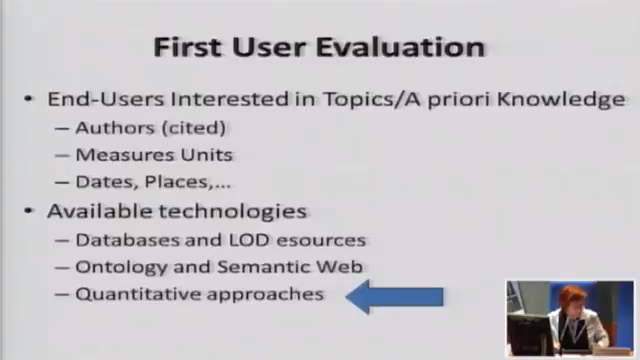 First User Evaluation
• End-Users Interested in Topics/A priori Knowledge
– Authors (cited)
– Measures Units
– Dates, Places,...
• Available technologies
– Databases and LOD esources
– Ontology and Semantic Web
– Quantitative approaches